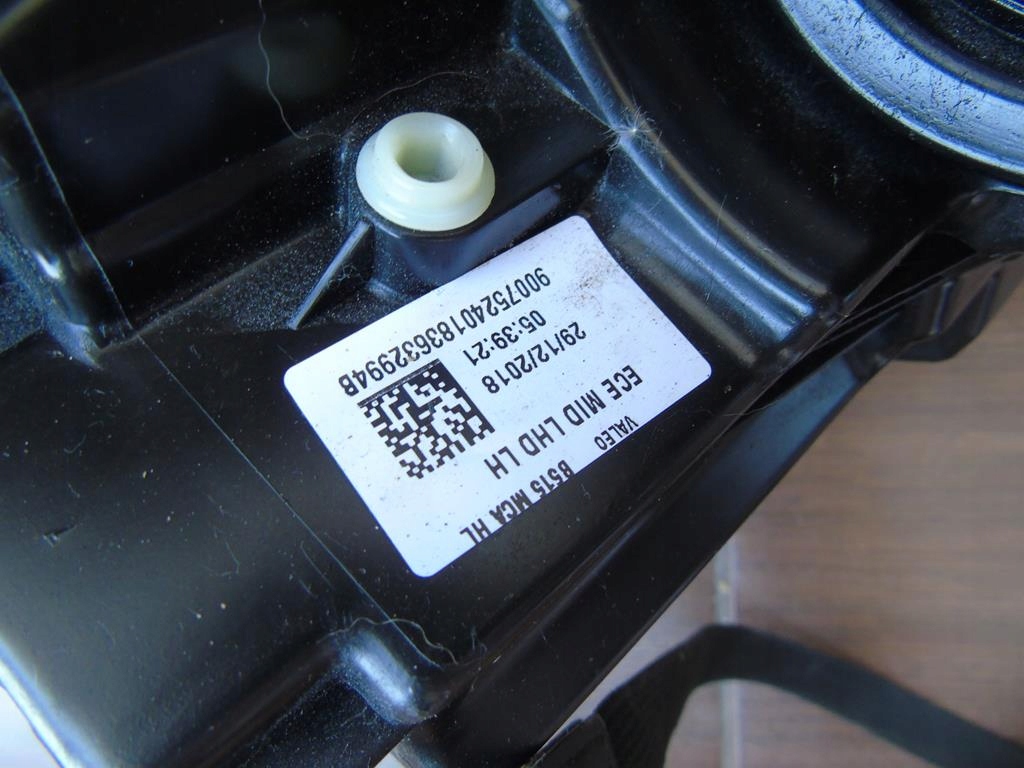 VALEO
B515 MCA HL
ECE MID LHD LH
29/12/2018
05:39:21
90075240183632994B